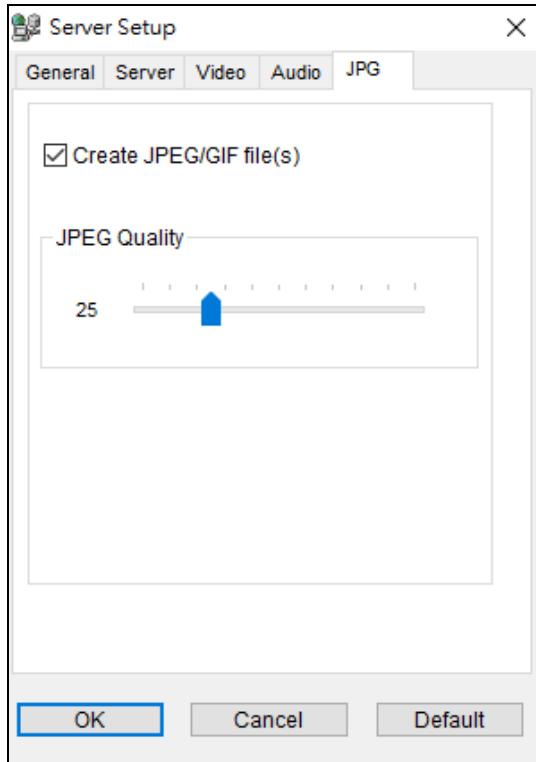 Server Setup
General Server Video Audio JPG
Create JPEG/GIF file(s)
JPEG Quality
25
OK Cancel Default